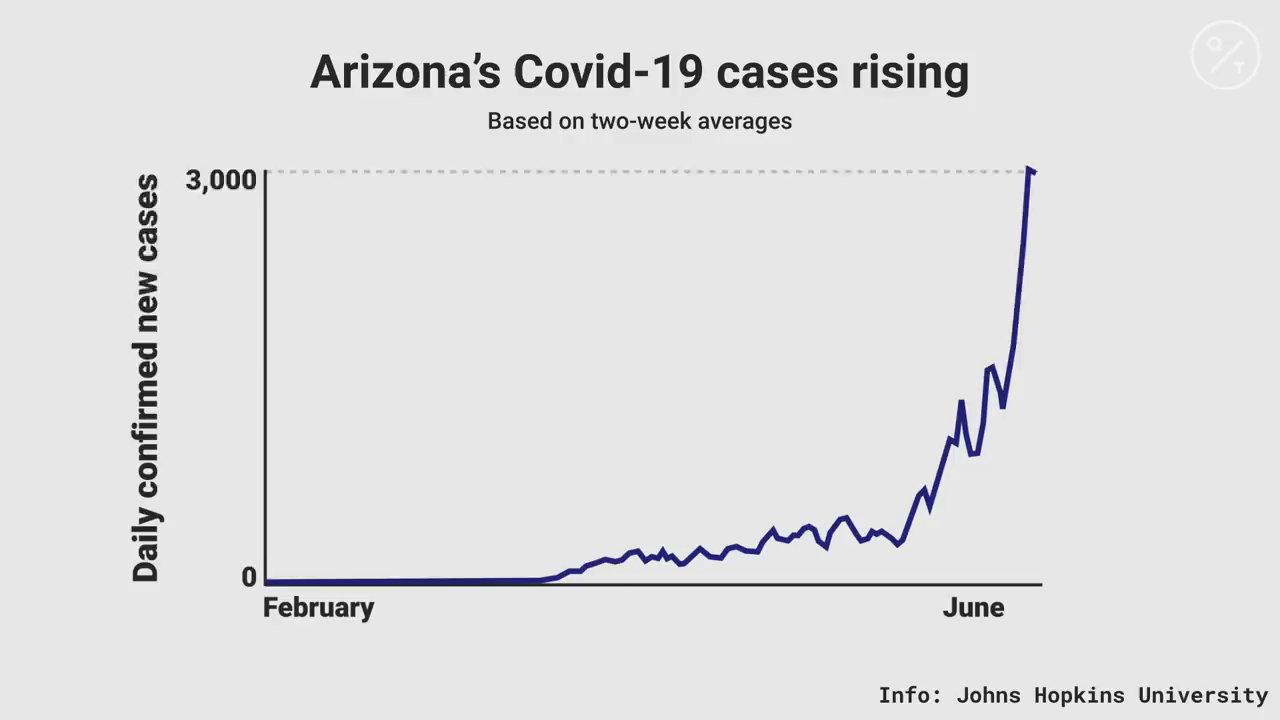 Arizona’s Covid-19 cases rising
Based on two-week averages
Daily confirmed new cases
3,000
0
February
June
Info: Johns Hopkins University
Q
T